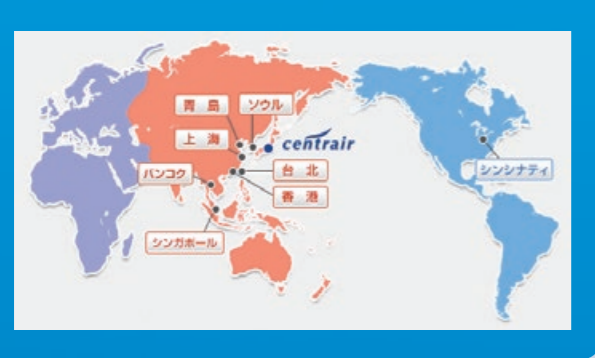 青島 ソウル
上海 centrair
バンコク 台北 シンシナティ
香港
シンガポール